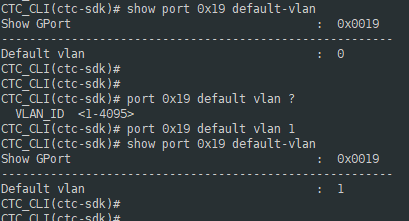 CTC_CLI(ctc-sdk)# show port 0x19 default-vlan
Show GPort                                  :  0x0019
-----------------------------------------------------
Default vlan                                :  0
CTC_CLI(ctc-sdk)#
CTC_CLI(ctc-sdk)#
CTC_CLI(ctc-sdk)# port 0x19 default vlan ?
  VLAN_ID  <1-4095>
CTC_CLI(ctc-sdk)# port 0x19 default vlan 1
CTC_CLI(ctc-sdk)# show port 0x19 default-vlan
Show GPort                                  :  0x0019
-----------------------------------------------------
Default vlan                                :  1
CTC_CLI(ctc-sdk)#
CTC_CLI(ctc-sdk)#